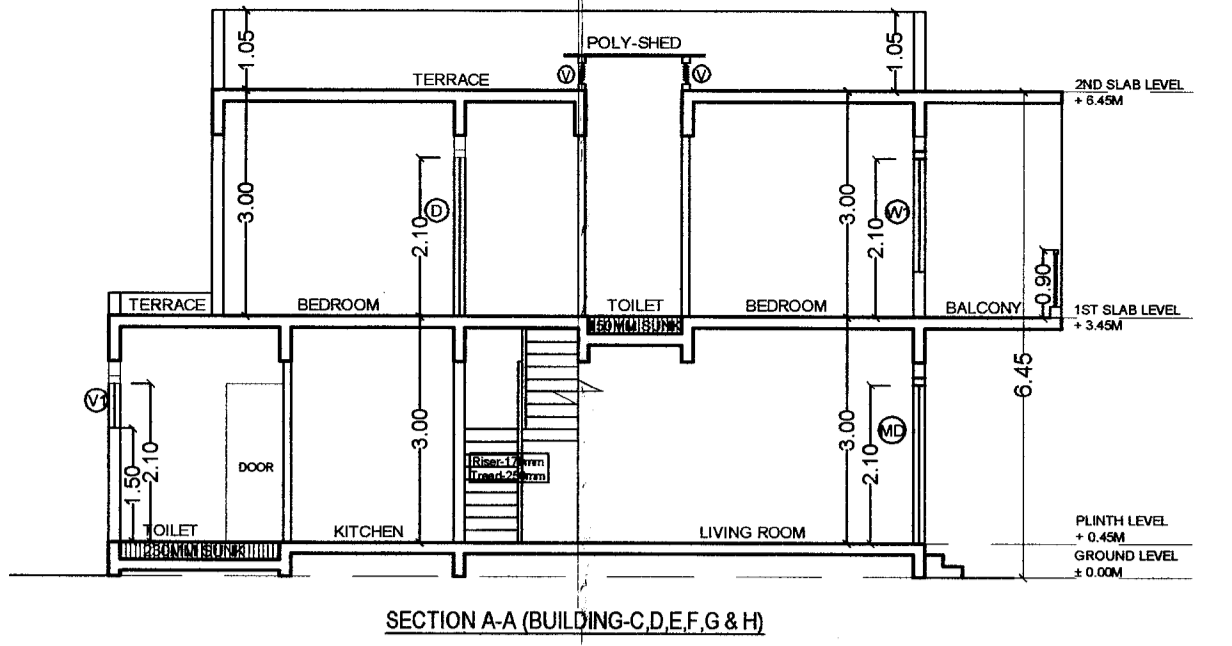 POLY-SHED
1.05
V
V
1.05
TERRACE
2ND SLAB LEVEL
+ 6.45M
3.00
D
2.10
3.00
2.10
W1
0.90
TERRACE
BEDROOM
TOILET
BEDROOM
BALCONY
1ST SLAB LEVEL
+ 3.45M
50MM SUNK
6.45
V1
3.00
3.00
MD
2.10
1.50
2.10
DOOR
TOILET
KITCHEN
LIVING ROOM
PLINTH LEVEL
+ 0.45M
GROUND LEVEL
± 0.00M
SECTION A-A (BUILDING-C,D,E,F,G & H)